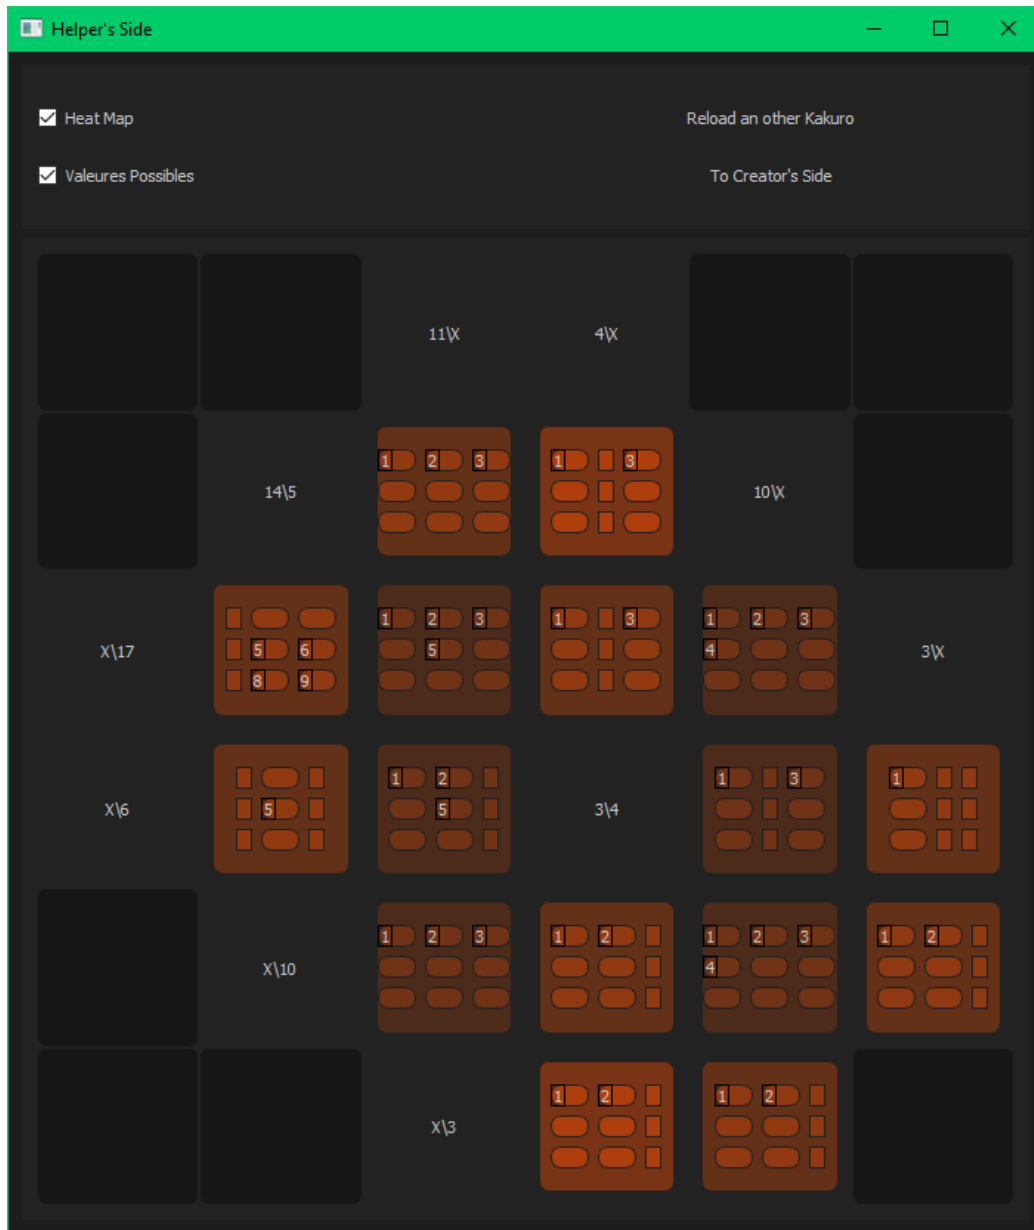 Helper's Side
Heat Map
Reload an other Kakuro
Valeures Possibles
To Creator's Side
11\X 4\X
14\5 1 2 3 1 3 10\X
1 2 3 1 3 1 2 3
X\17 5 6 5 4 3\X
8 9
1 2 1 3 1
X\6 5 5 3\4
1 2 3 1 2 1 2 3 1 2
X\10 4
1 2 1 2
X\3